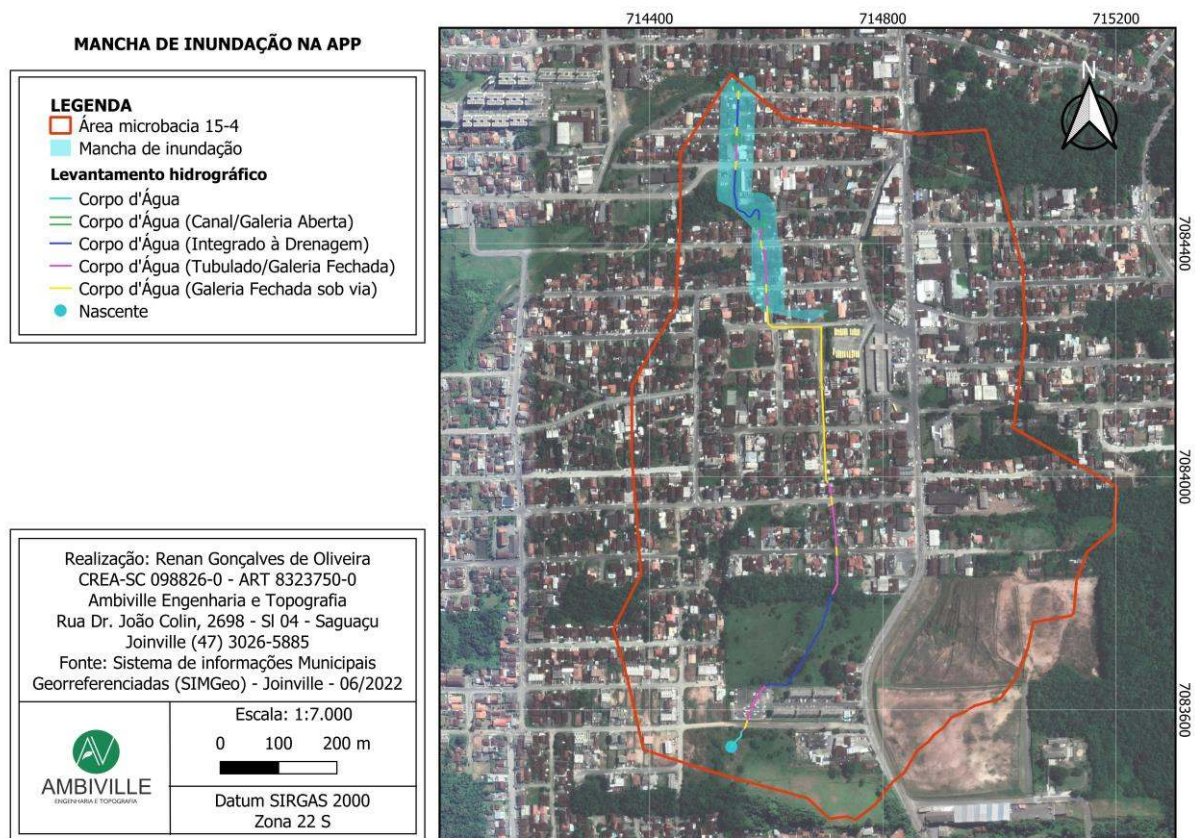 MANCHA DE INUNDAÇÃO NA APP
LEGENDA
Área microbacia 15-4
Mancha de inundação
Levantamento hidrográfico
Corpo d'Água
Corpo d'Água (Canal/Galeria Aberta)
Corpo d'Água (Integrado à Drenagem)
Corpo d'Água (Tubulado/Galeria Fechada)
Corpo d'Água (Galeria Fechada sob via)
Nascente
Realização: Renan Gonçalves de Oliveira
CREA-SC 098826-0 - ART 8323750-0
Ambiville Engenharia e Topografia
Rua Dr. João Colin, 2698 - Sl 04 - Saguaçu
Joinville (47) 3026-5885
Fonte: Sistema de informações Municipais
Georreferenciadas (SIMGeo) - Joinville - 06/2022
AV
AMBIVILLE
ENGENHARIA E TOPOGRAFIA
Escala: 1:7.000
0 100 200 m
Datum SIRGAS 2000
Zona 22 S
714400 714800 715200
N
7084400
7084000
7083600